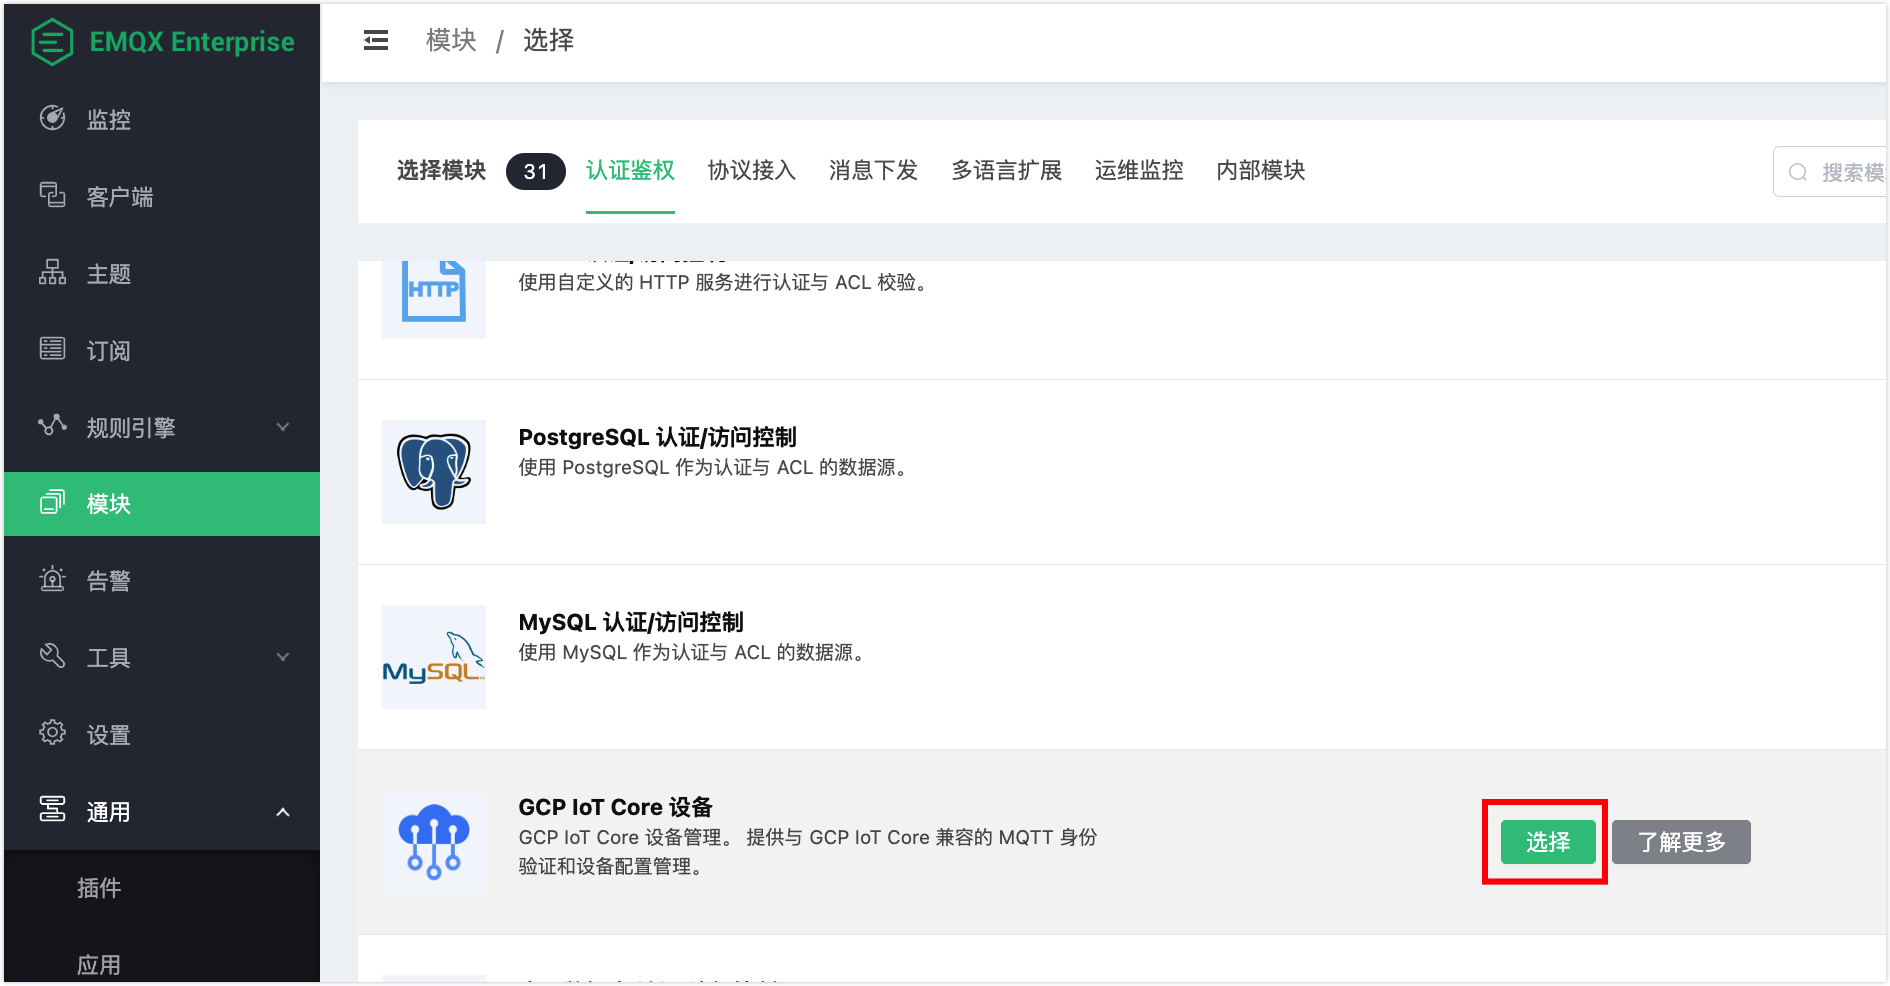 EMQX Enterprise
监控
客户端
主题
订阅
规则引擎
模块
告警
工具
设置
通用
插件
应用
模块 / 选择
选择模块 31 认证鉴权 协议接入 消息下发 多语言扩展 运维监控 内部模块
搜索模
HTTP
使用自定义的 HTTP 服务进行认证与 ACL 校验。
PostgreSQL 认证/访问控制
使用 PostgreSQL 作为认证与 ACL 的数据源。
MySQL
MySQL 认证/访问控制
使用 MySQL 作为认证与 ACL 的数据源。
GCP IoT Core 设备
GCP IoT Core 设备管理。 提供与 GCP IoT Core 兼容的 MQTT 身份
验证和设备配置管理。
选择 了解更多